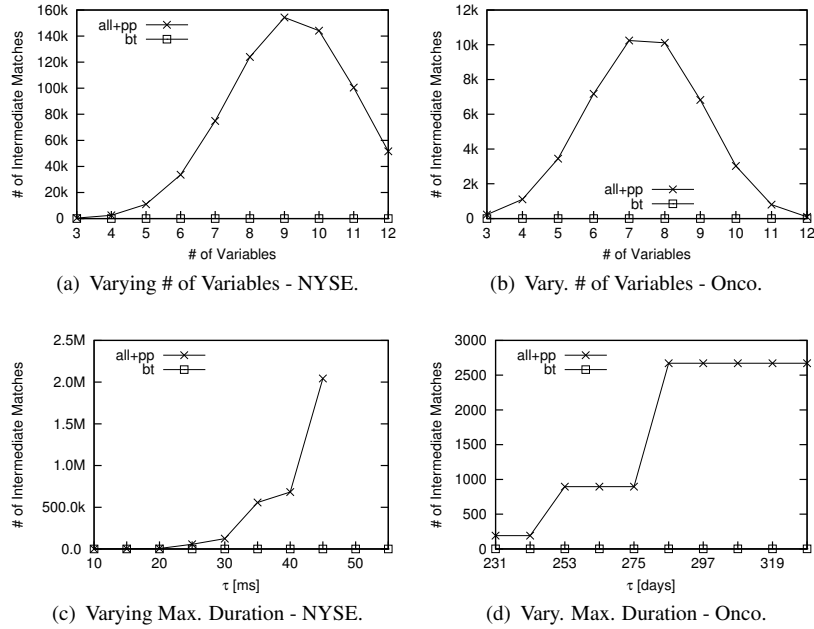 160k
140k
120k
100k
80k
60k
40k
20k
0
3 4 5 6 7 8 9 10 11 12
# of Intermediate Matches
# of Variables
all+pp
bt
(a) Varying # of Variables - NYSE.
12k
10k
8k
6k
4k
2k
0
3 4 5 6 7 8 9 10 11 12
# of Intermediate Matches
# of Variables
all+pp
bt
(b) Vary. # of Variables - Onco.
2.5M
2.0M
1.5M
1.0M
500.0k
0.0
10 20 30 40 50
# of Intermediate Matches
τ [ms]
all+pp
bt
(c) Varying Max. Duration - NYSE.
3000
2500
2000
1500
1000
500
0
231 253 275 297 319
# of Intermediate Matches
τ [days]
all+pp
bt
(d) Vary. Max. Duration - Onco.